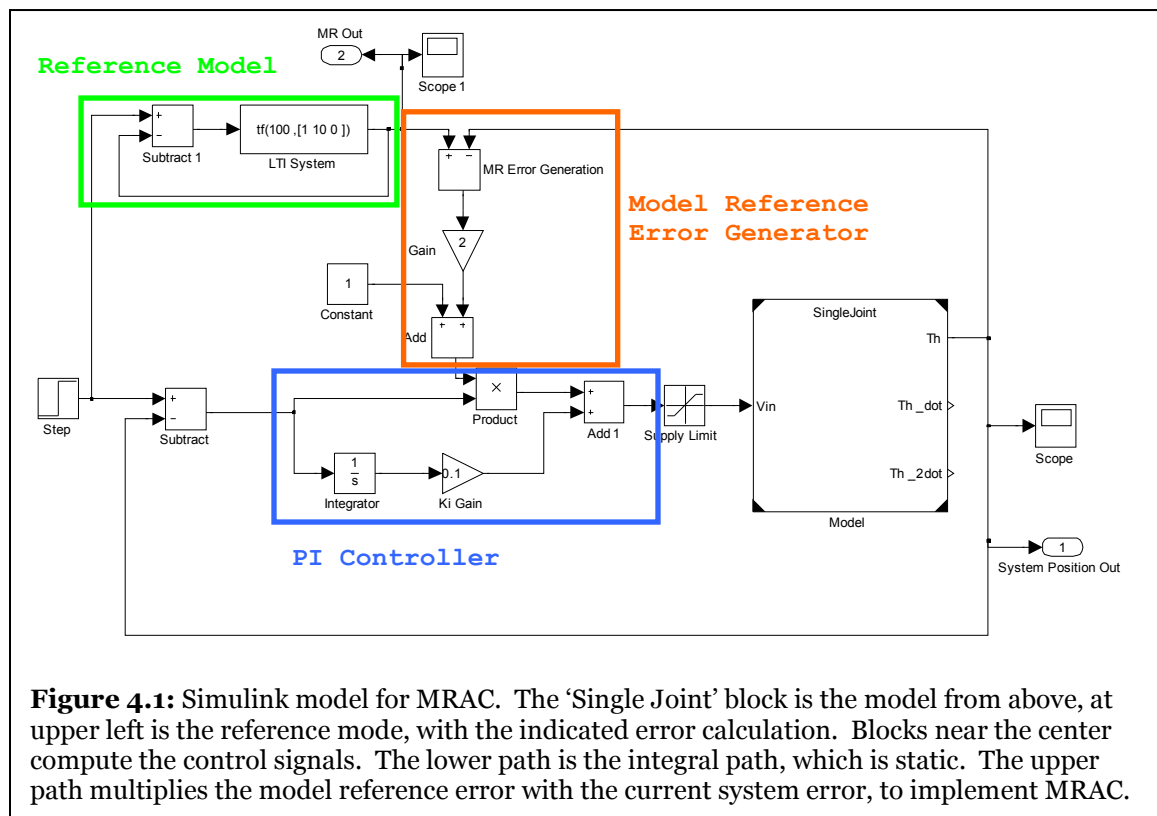 MR Out
2
Scope 1
Reference Model
+
−
Subtract 1
tf(100 ,[1 10 0 ])
LTI System
+
−
MR Error Generation
Model Reference
Error Generator
Gain
2
1
Constant
+
+
Add
Step
+
−
Subtract
×
Product
+
+
Add 1
1
s
Integrator
0.1
Ki Gain
PI Controller
Supply Limit
SingleJoint
Vin
Th
Th _dot
Th _2dot
Model
Scope
1
System Position Out
Figure 4.1: Simulink model for MRAC. The ‘Single Joint’ block is the model from above, at
upper left is the reference mode, with the indicated error calculation. Blocks near the center
compute the control signals. The lower path is the integral path, which is static. The upper
path multiplies the model reference error with the current system error, to implement MRAC.